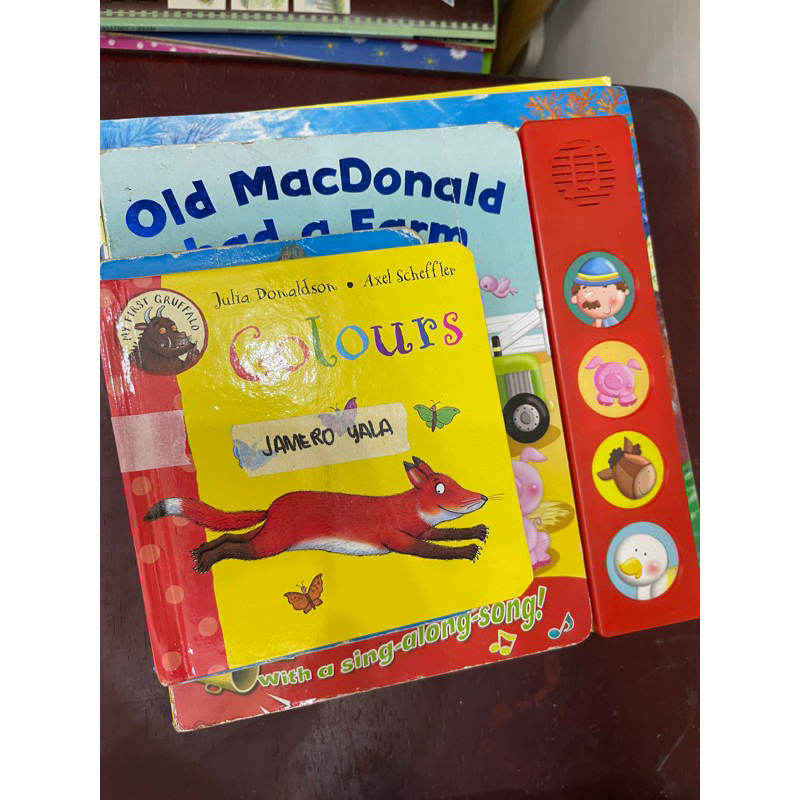 Old MacDonald
had a Farm
Julia Donaldson • Axel Scheffler
MY FIRST GRUFFALO
Colours
JAMERO YALA
With a sing-along-song!